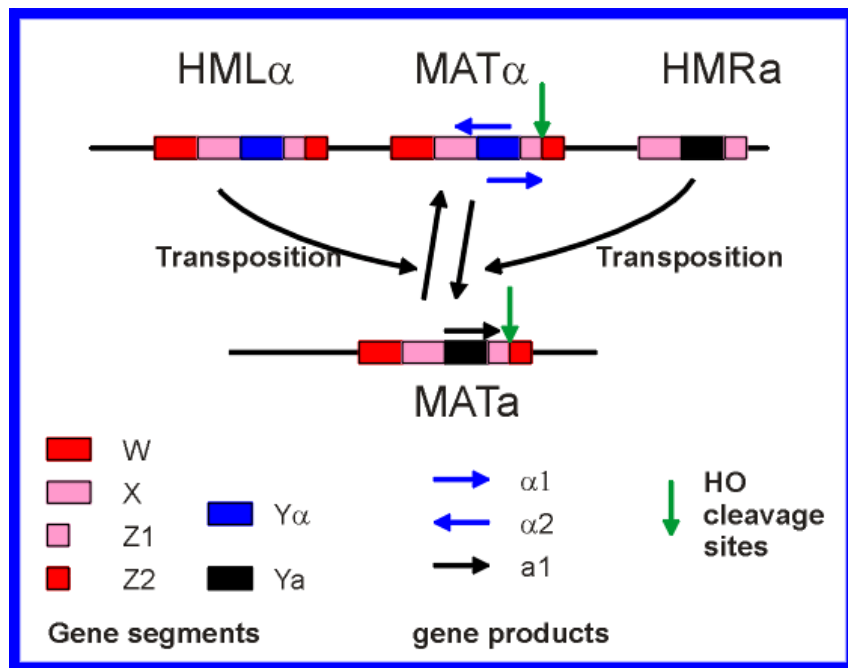 HMLα MATα HMRa
Transposition Transposition
MATa
W
X
Z1
Z2
Yα
Ya
Gene segments
α1
α2
a1
gene products
HO
cleavage
sites